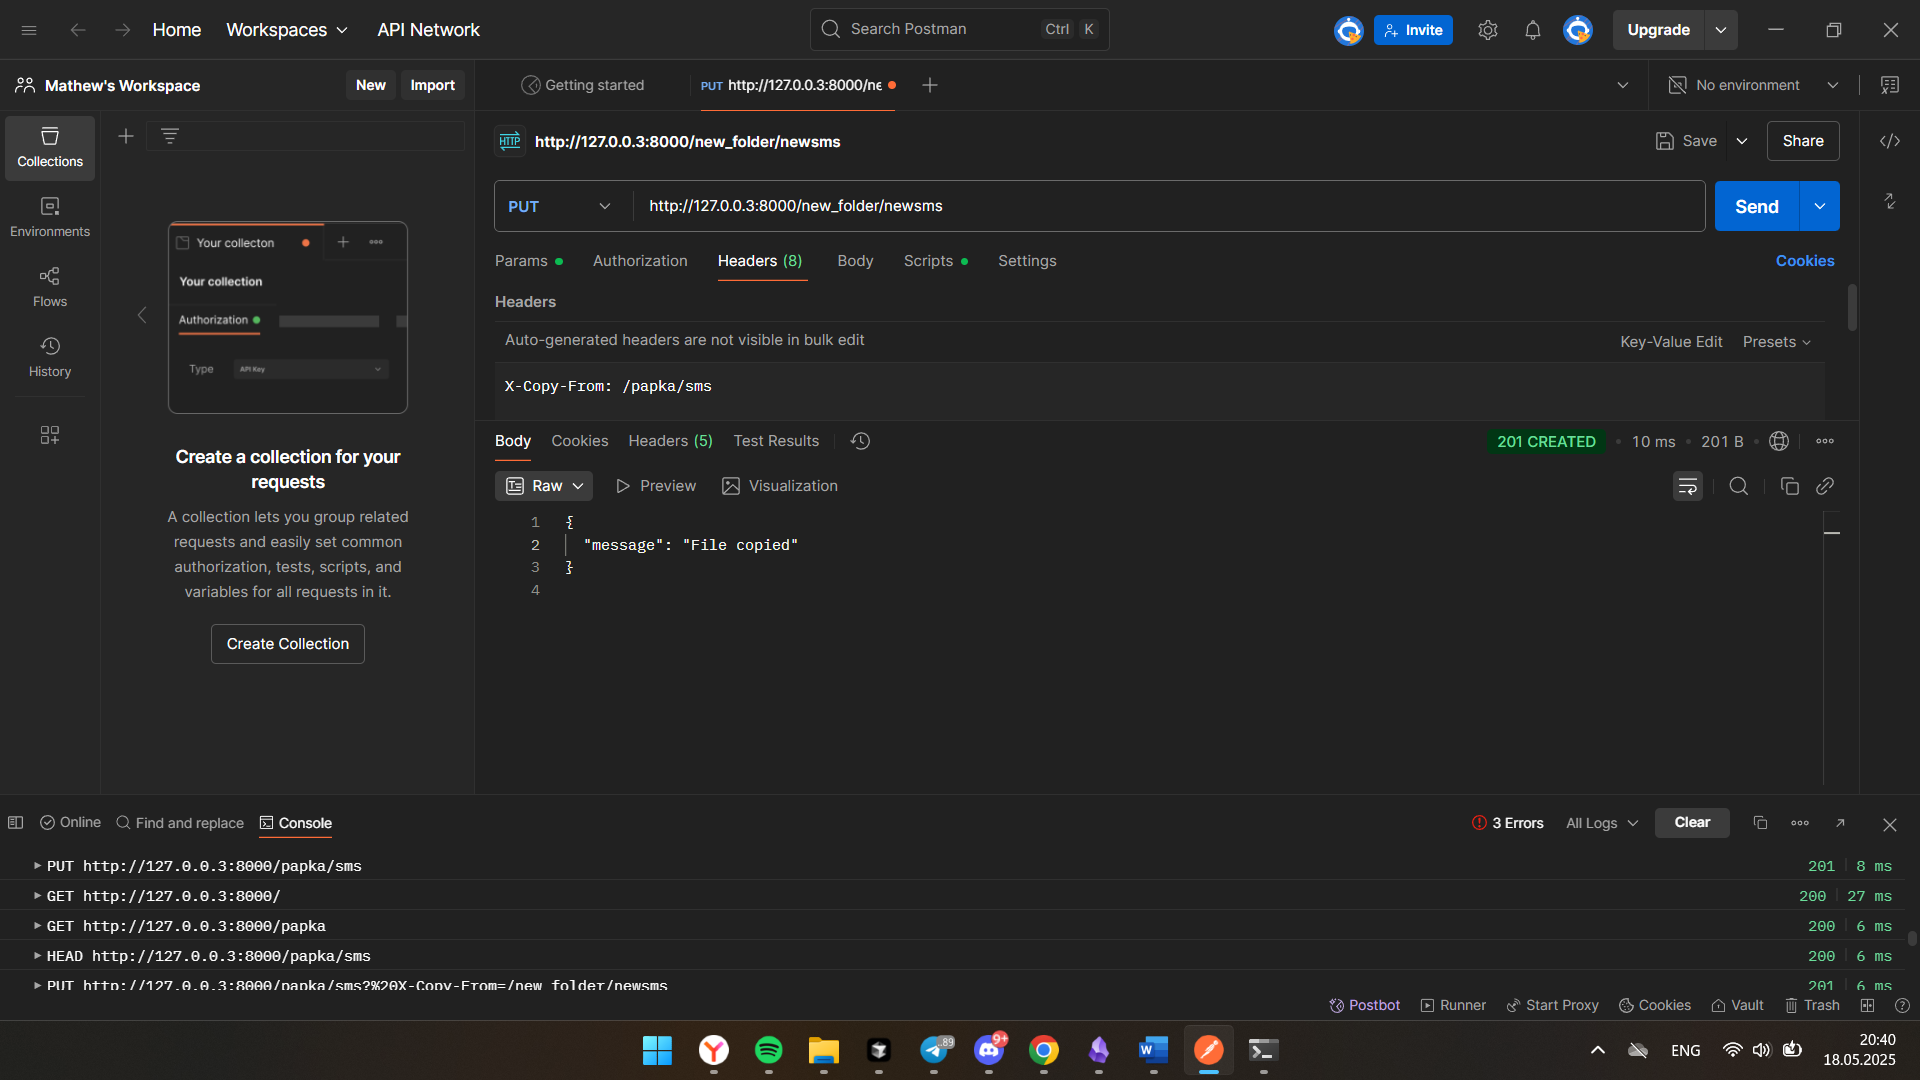 Home
Workspaces
API Network
Search Postman
Ctrl K
Invite
Upgrade
Mathew's Workspace
New
Import
Getting started
PUT http://127.0.0.3:8000/ne
No environment
Collections
Environments
Flows
History
Your collecton
Your collection
Authorization
Type
API Key
Create a collection for your
requests
A collection lets you group related
requests and easily set common
authorization, tests, scripts, and
variables for all requests in it.
Create Collection
HTTP
http://127.0.0.3:8000/new_folder/newsms
Save
Share
PUT
http://127.0.0.3:8000/new_folder/newsms
Send
Params
Authorization
Headers (8)
Body
Scripts
Settings
Cookies
Headers
Auto-generated headers are not visible in bulk edit
Key-Value Edit
Presets
X-Copy-From: /papka/sms
Body
Cookies
Headers (5)
Test Results
201 CREATED
10 ms
201 B
Raw
Preview
Visualization
1 {
2 "message": "File copied"
3 }
4
Online
Find and replace
Console
3 Errors
All Logs
Clear
PUT http://127.0.0.3:8000/papka/sms 201 8 ms
GET http://127.0.0.3:8000/ 200 27 ms
GET http://127.0.0.3:8000/papka 200 6 ms
HEAD http://127.0.0.3:8000/papka/sms 200 6 ms
PUT http://127.0.0.3:8000/papka/sms?%20X-Copy-From=/new_folder/newsms 201 6 ms
Postbot
Runner
Start Proxy
Cookies
Vault
Trash
..89
9+
ENG
20:40
18.05.2025